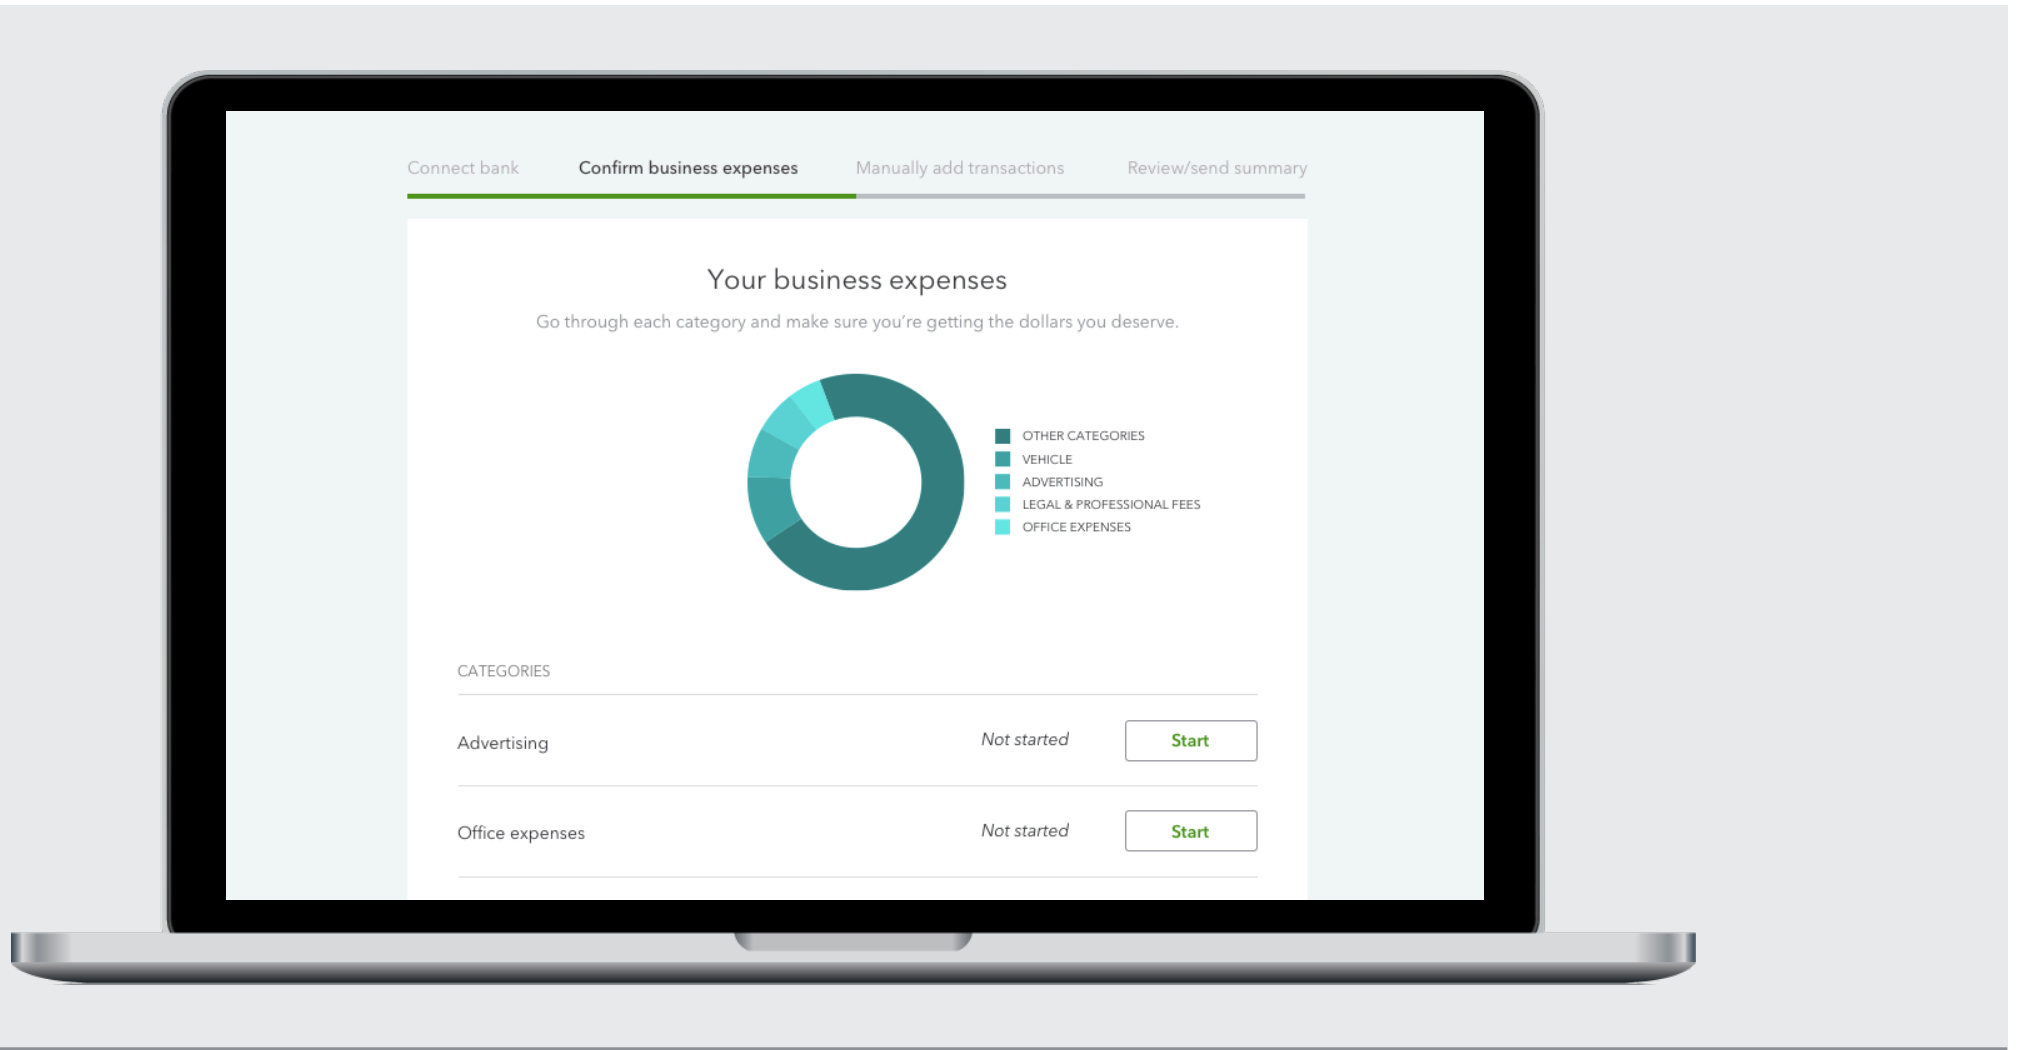 Connect bank Confirm business expenses Manually add transactions Review/send summary
Your business expenses
Go through each category and make sure you're getting the dollars you deserve.
OTHER CATEGORIES
VEHICLE
ADVERTISING
LEGAL & PROFESSIONAL FEES
OFFICE EXPENSES
CATEGORIES
Advertising Not started Start
Office expenses Not started Start